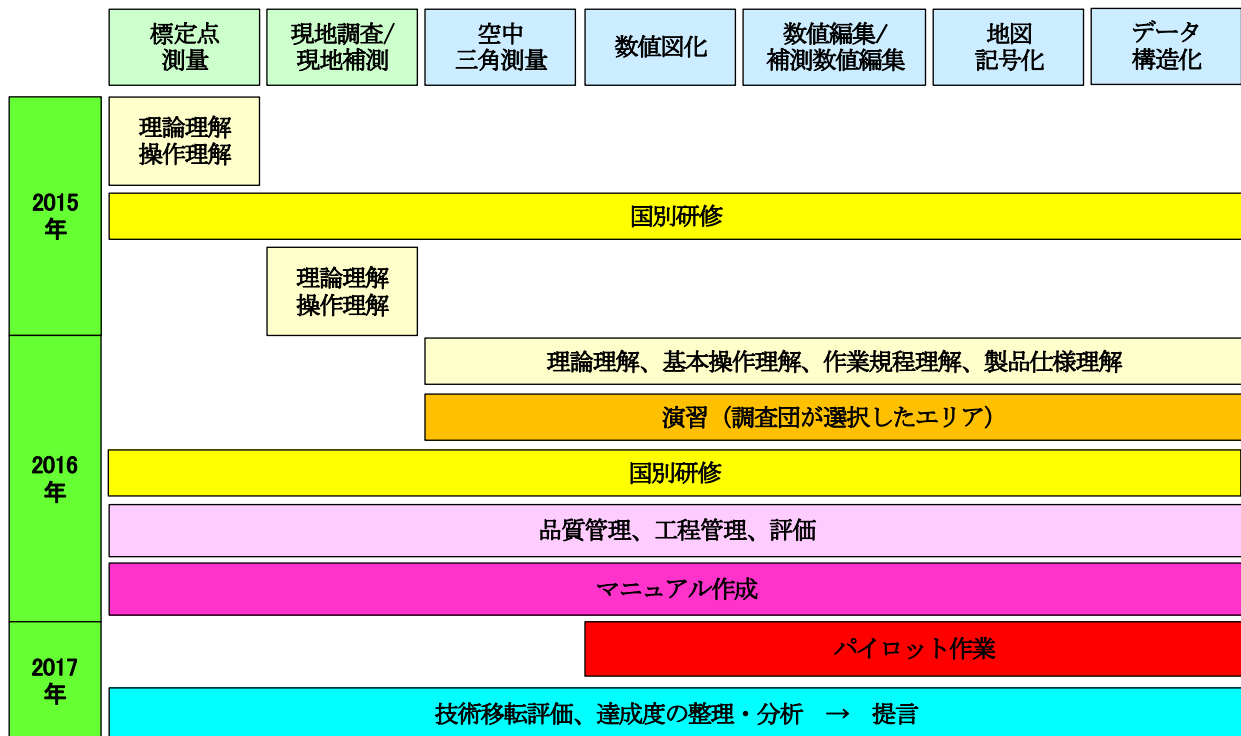 標定点
測量
現地調査/
現地補測
空中
三角測量
数値図化
数値編集/
補測数値編集
地図
記号化
データ
構造化
2015
年
理論理解
操作理解
国別研修
理論理解
操作理解
2016
年
理論理解、基本操作理解、作業規程理解、製品仕様理解
演習（調査団が選択したエリア）
国別研修
品質管理、工程管理、評価
マニュアル作成
2017
年
パイロット作業
技術移転評価、達成度の整理・分析　→　提言